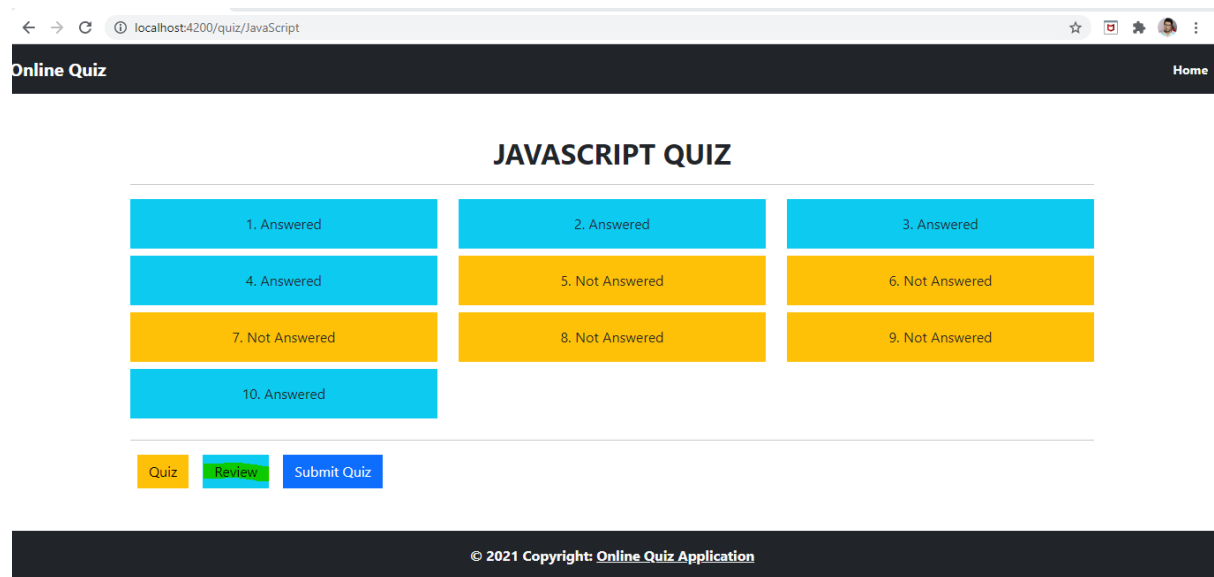 localhost:4200/quiz/JavaScript
Online Quiz Home
JAVASCRIPT QUIZ
1. Answered 2. Answered 3. Answered
4. Answered 5. Not Answered 6. Not Answered
7. Not Answered 8. Not Answered 9. Not Answered
10. Answered
Quiz Review Submit Quiz
© 2021 Copyright: Online Quiz Application